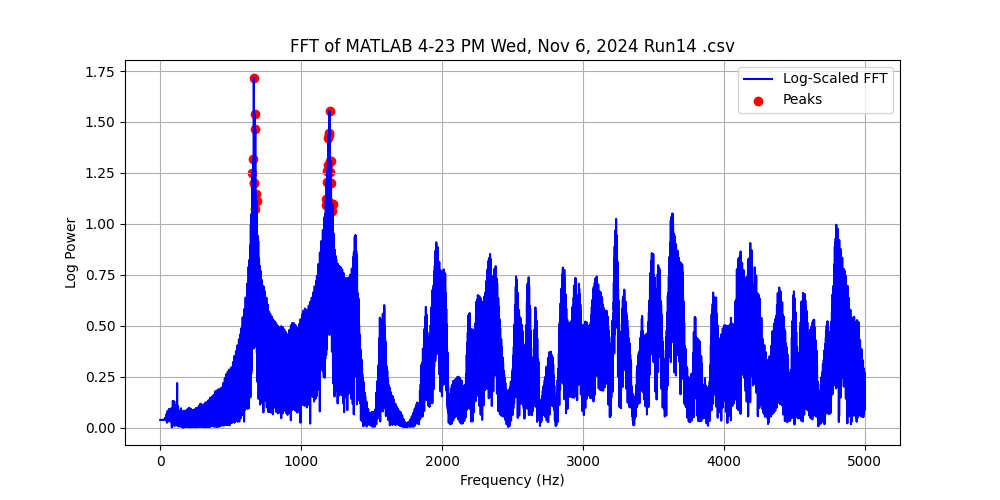 FFT of MATLAB 4-23 PM Wed, Nov 6, 2024 Run14 .csv
Log-Scaled FFT
Peaks
Log Power
1.75
1.50
1.25
1.00
0.75
0.50
0.25
0.00
0 1000 2000 3000 4000 5000
Frequency (Hz)